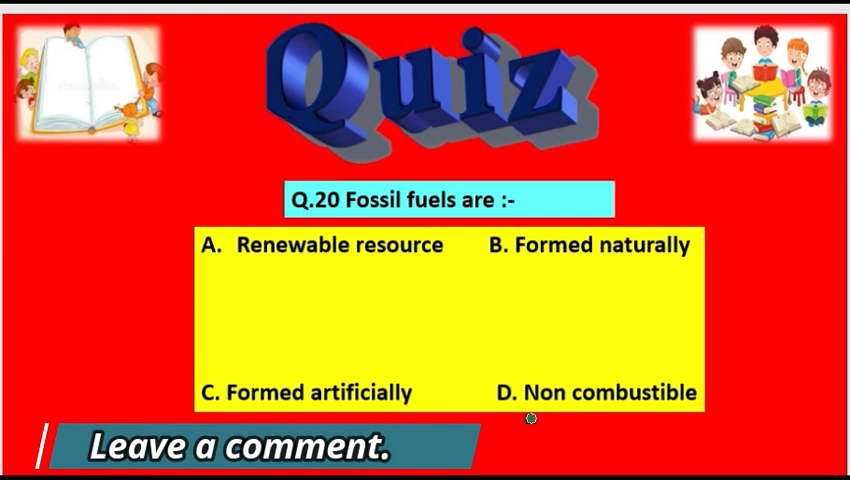 Quiz
Q.20 Fossil fuels are :-
A. Renewable resource B. Formed naturally
C. Formed artificially D. Non combustible
Leave a comment.